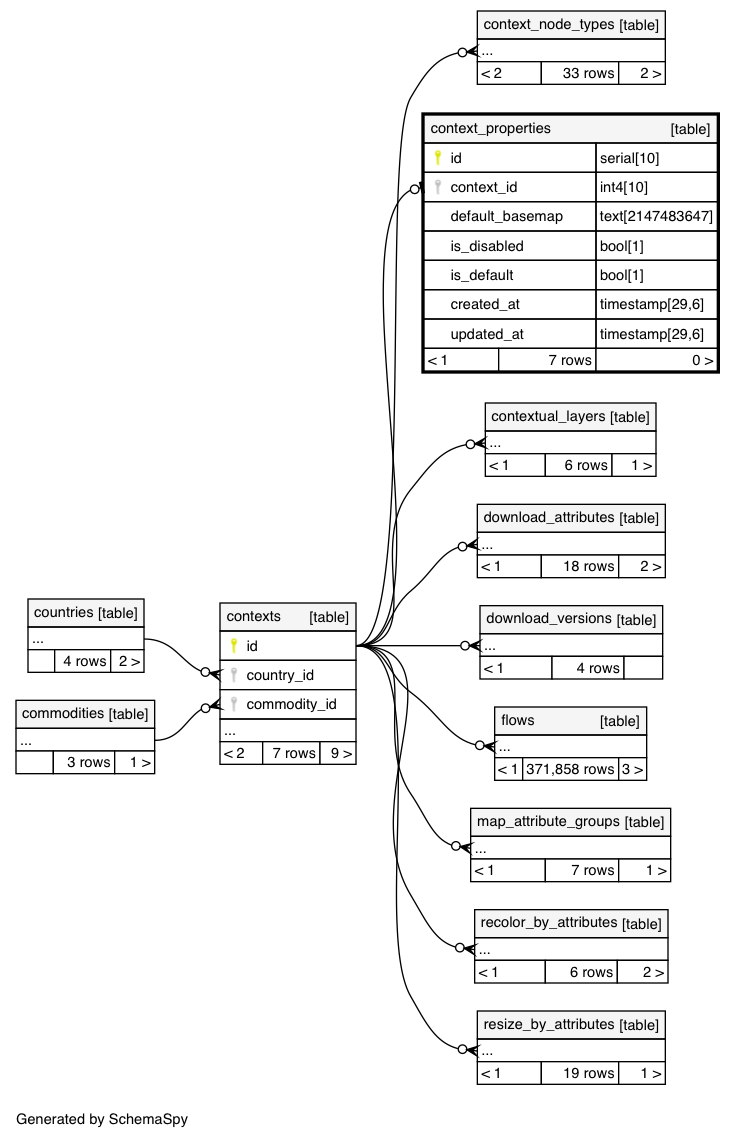 context_node_types [table]
...
< 2 33 rows 2 >
context_properties [table]
id serial[10]
context_id int4[10]
default_basemap text[2147483647]
is_disabled bool[1]
is_default bool[1]
created_at timestamp[29,6]
updated_at timestamp[29,6]
< 1 7 rows 0 >
contextual_layers [table]
...
< 1 6 rows 1 >
download_attributes [table]
...
< 1 18 rows 2 >
countries [table]
...
4 rows 2 >
commodities [table]
...
3 rows 1 >
contexts [table]
id
country_id
commodity_id
...
< 2 7 rows 9 >
download_versions [table]
...
< 1 4 rows
flows [table]
...
< 1 371,858 rows 3 >
map_attribute_groups [table]
...
< 1 7 rows 1 >
recolor_by_attributes [table]
...
< 1 6 rows 2 >
resize_by_attributes [table]
...
< 1 19 rows 1 >
Generated by SchemaSpy